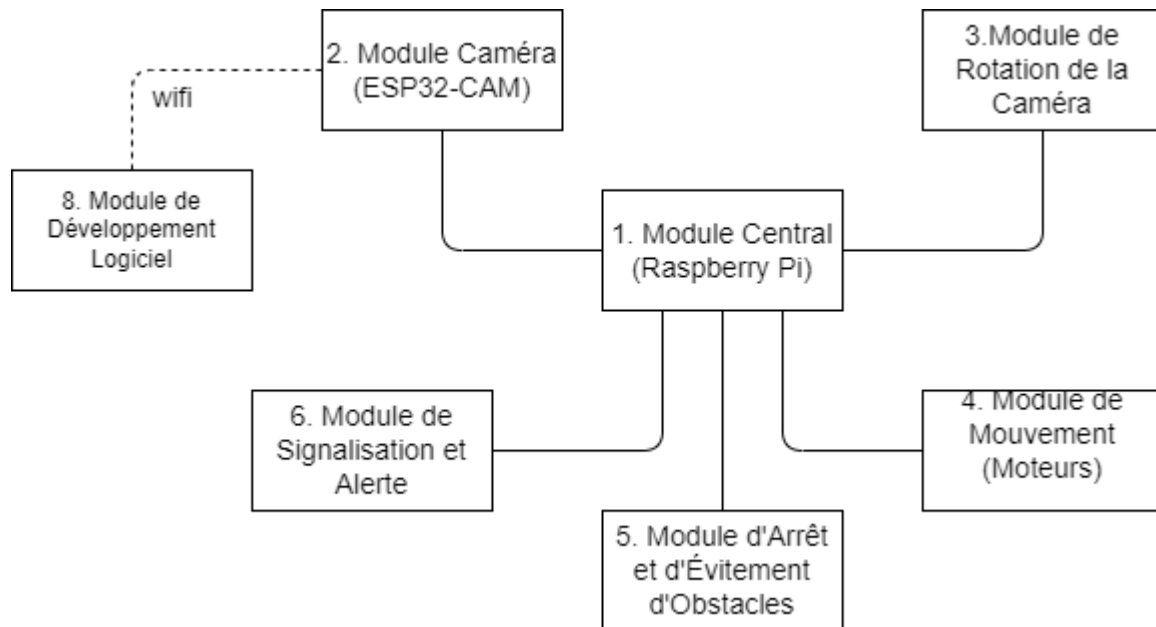 2. Module Caméra
(ESP32-CAM)
3.Module de
Rotation de la
Caméra
wifi
8. Module de
Développement
Logiciel
1. Module Central
(Raspberry Pi)
6. Module de
Signalisation et
Alerte
4. Module de
Mouvement
(Moteurs)
5. Module d'Arrêt
et d'Évitement
d'Obstacles